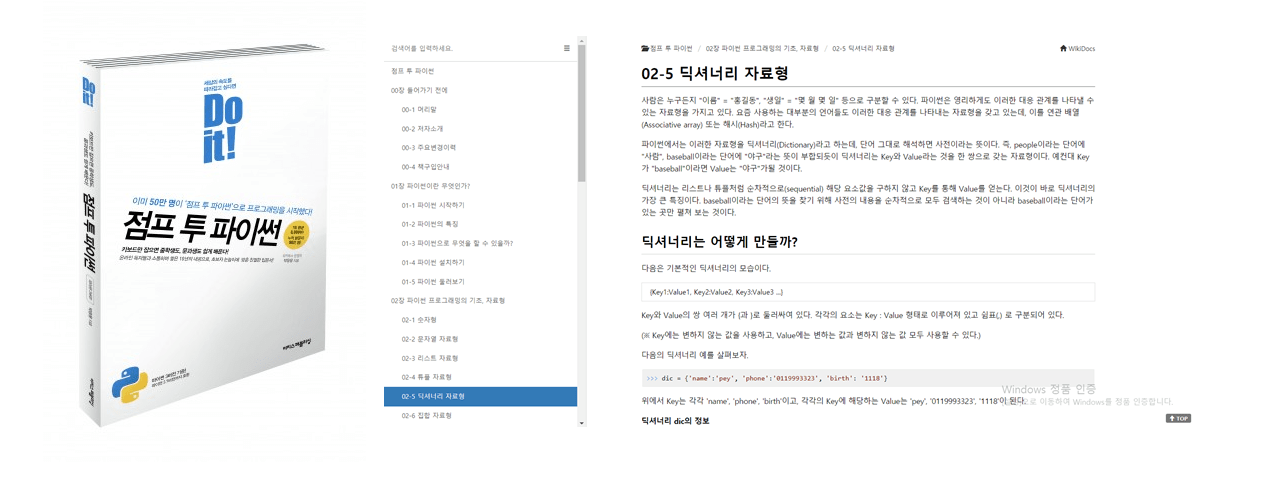 세상의 속도를
따라잡고 싶다면
Do
it!
이미 50만 명이 '점프 투 파이썬'으로 프로그래밍을 시작했다!
점프 투 파이썬
키보드만 잡으면 중학생도, 문과생도 쉽게 배운다!
이지스퍼블리싱
Do it!
점프 투 파이썬
검색어를 입력하세요.
점프 투 파이썬
00장 들어가기 전에
00-1 머리말
00-2 저자소개
00-3 주요변경이력
00-4 책구입안내
01장 파이썬이란 무엇인가?
01-1 파이썬 시작하기
01-2 파이썬의 특징
01-3 파이썬으로 무엇을 할 수 있을까?
01-4 파이썬 설치하기
01-5 파이썬 둘러보기
02장 파이썬 프로그래밍의 기초, 자료형
02-1 숫자형
02-2 문자열 자료형
02-3 리스트 자료형
02-4 튜플 자료형
02-5 딕셔너리 자료형
02-6 집합 자료형
점프 투 파이썬 / 02장 파이썬 프로그래밍의 기초, 자료형 / 02-5 딕셔너리 자료형
WikiDocs
02-5 딕셔너리 자료형
사람은 누구든지 "이름" = "홍길동", "생일" = "몇 월 몇 일" 등으로 구분할 수 있다. 파이썬은 영리하게도 이러한 대응 관계를 나타낼 수
있는 자료형을 가지고 있다. 요즘 사용하는 대부분의 언어들도 이러한 대응 관계를 나타내는 자료형을 갖고 있는데, 이를 연관 배열
(Associative array) 또는 해시(Hash)라고 한다.
파이썬에서는 이러한 자료형을 딕셔너리(Dictionary)라고 하는데, 단어 그대로 해석하면 사전이라는 뜻이다. 즉, people이라는 단어에
"사람", baseball이라는 단어에 "야구"라는 뜻이 부합되듯이 딕셔너리는 Key와 Value라는 것을 한 쌍으로 갖는 자료형이다. 예컨대 Key
가 "baseball"이라면 Value는 "야구"가될 것이다.
딕셔너리는 리스트나 튜플처럼 순차적으로(sequential) 해당 요소값을 구하지 않고 Key를 통해 Value를 얻는다. 이것이 바로 딕셔너리의
가장 큰 특징이다. baseball이라는 단어의 뜻을 찾기 위해 사전의 내용을 순차적으로 모두 검색하는 것이 아니라 baseball이라는 단어가
있는 곳만 펼쳐 보는 것이다.
딕셔너리는 어떻게 만들까?
다음은 기본적인 딕셔너리의 모습이다.
{Key1:Value1, Key2:Value2, Key3:Value3 ...}
Key와 Value의 쌍 여러 개가 {과 }로 둘러싸여 있다. 각각의 요소는 Key : Value 형태로 이루어져 있고 쉼표(,) 로 구분되어 있다.
(※ Key에는 변하지 않는 값을 사용하고, Value에는 변하는 값과 변하지 않는 값 모두 사용할 수 있다.)
다음의 딕셔너리 예를 살펴보자.
>>> dic = {'name':'pey', 'phone':'0119993323', 'birth': '1118'}
Windows 정품 인증
위에서 Key는 각각 'name', 'phone', 'birth'이고, 각각의 Key에 해당하는 Value는 'pey', '0119993323', '1118'이 된다.
으로 이동하여 Windows를 정품 인증합니다.
TOP
딕셔너리 dic의 정보